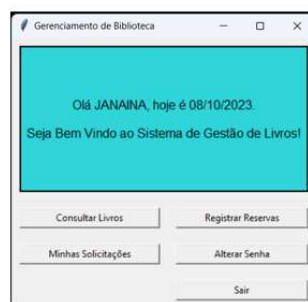 Gerenciamento de Biblioteca
Olá JANAINA, hoje é 08/10/2023.
Seja Bem Vindo ao Sistema de Gestão de Livros!
Consultar Livros
Registrar Reservas
Minhas Solicitações
Alterar Senha
Sair